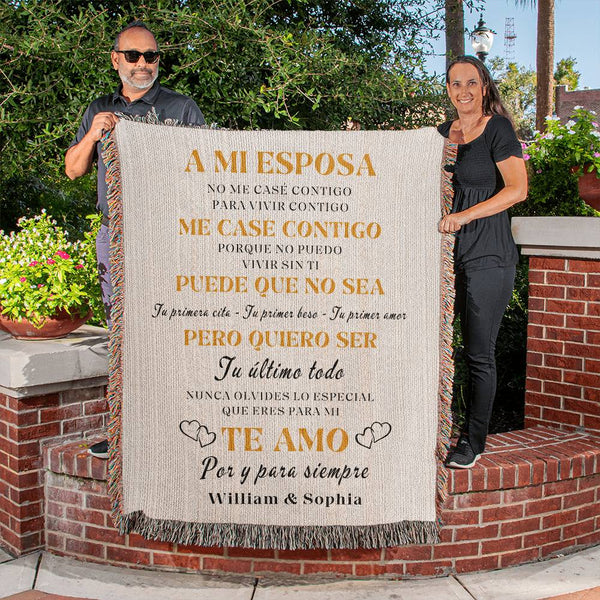 A MI ESPOSA
NO ME CASÉ CONTIGO
PARA VIVIR CONTIGO
ME CASE CONTIGO
PORQUE NO PUEDO
VIVIR SIN TI
PUEDE QUE NO SEA
Tu primera cita - Tu primer beso - Tu primer amor
PERO QUIERO SER
Tu último todo
NUNCA OLVIDES LO ESPECIAL
QUE ERES PARA MI
TE AMO
Por y para siempre
William & Sophia